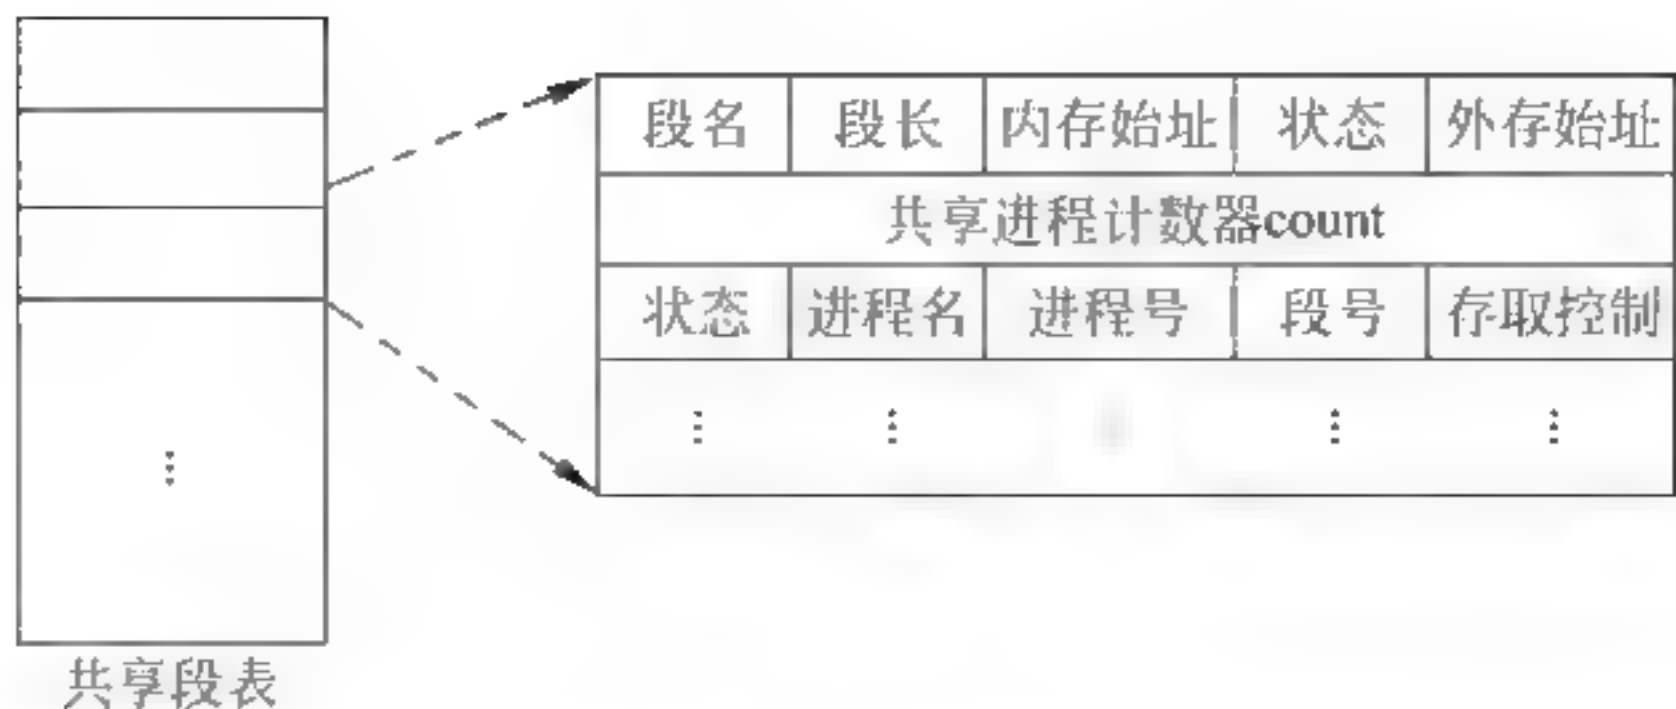 段名 段长 内存始址 状态 外存始址
共享进程计数器count
状态 进程名 进程号 段号 存取控制
⋮ ⋮ ⋮ ⋮
⋮
共享段表